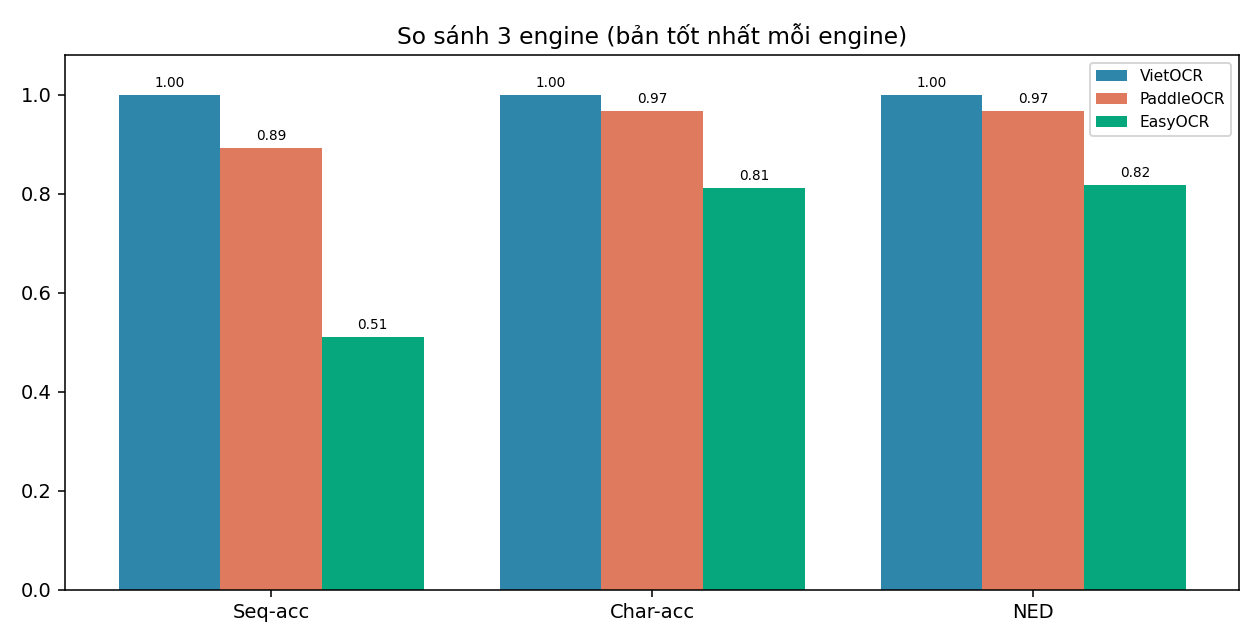 So sánh 3 engine (bản tốt nhất mỗi engine)
VietOCR
PaddleOCR
EasyOCR
1.00
0.89
0.51
1.00
0.97
0.81
1.00
0.97
0.82
1.0
0.8
0.6
0.4
0.2
0.0
Seq-acc
Char-acc
NED